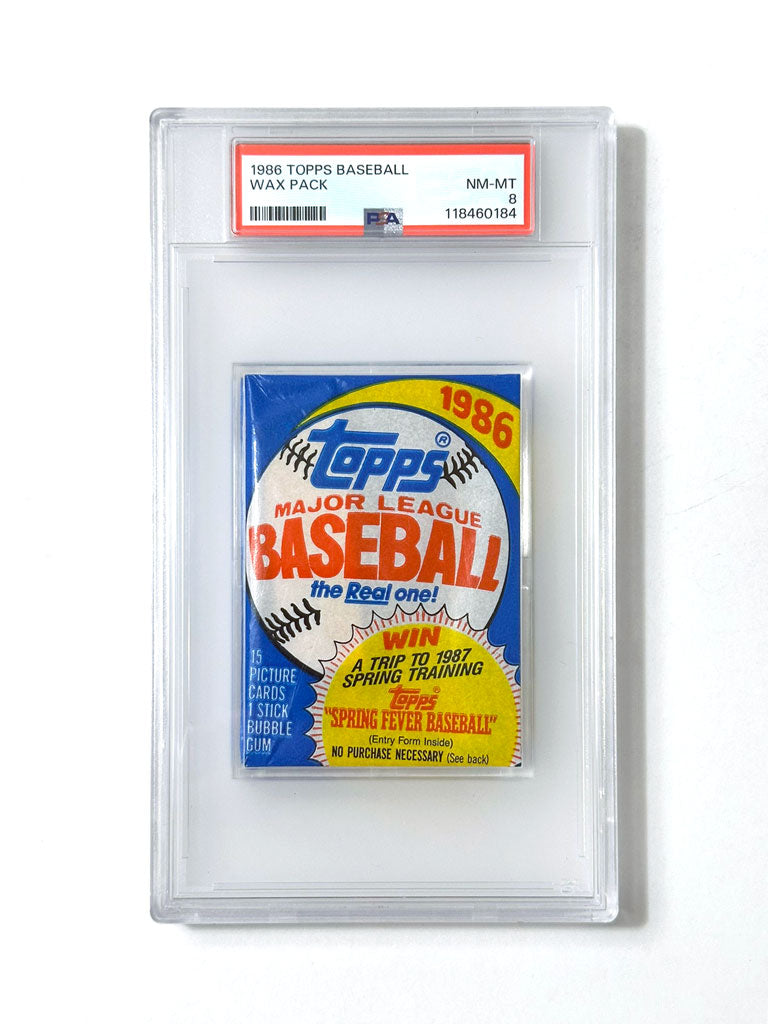 1986 TOPPS BASEBALL
WAX PACK
NM-MT
8
118460184
PSA
1986
topps®
MAJOR LEAGUE
BASEBALL
the Real one!
15
PICTURE
CARDS
1 STICK
BUBBLE
GUM
WIN
A TRIP TO 1987
SPRING TRAINING
topps®
"SPRING FEVER BASEBALL"
(Entry Form Inside)
NO PURCHASE NECESSARY (See back)